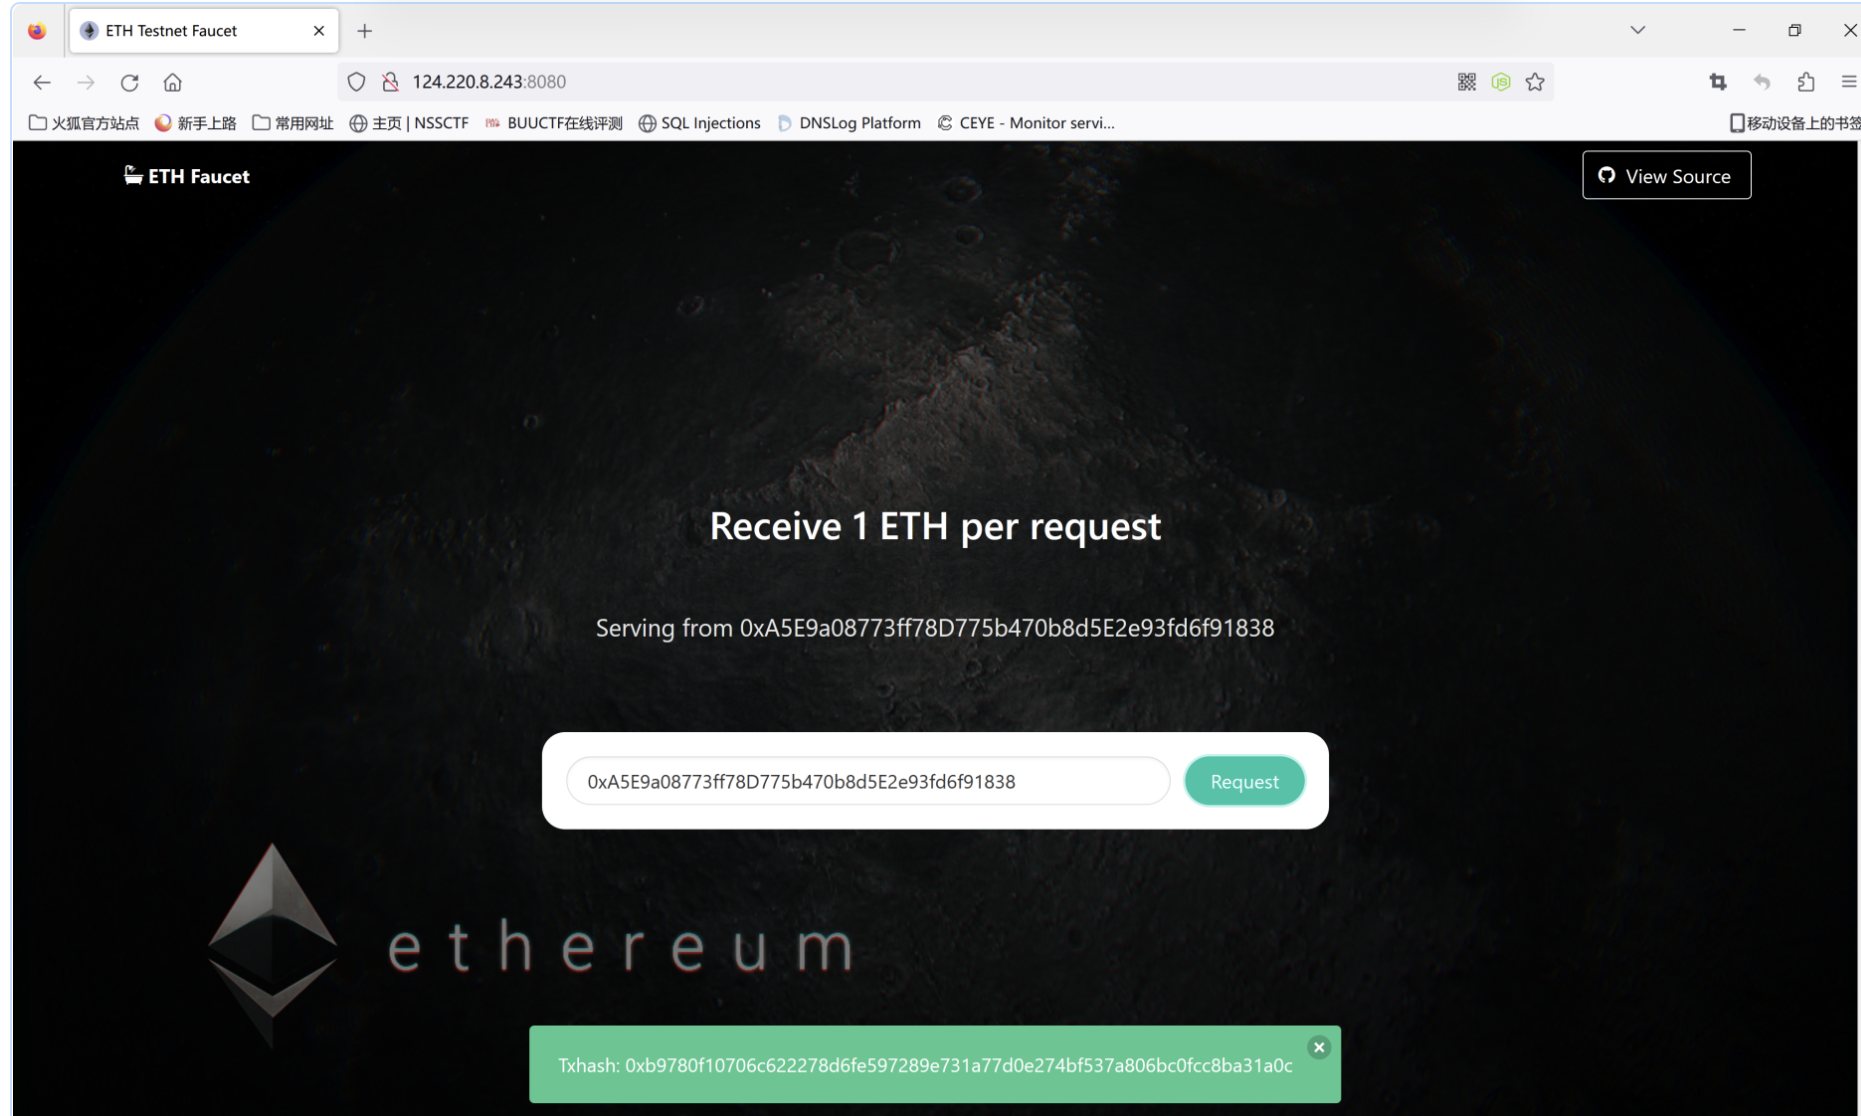 ETH Testnet Faucet
124.220.8.243:8080
火狐官方站点 新手上路 常用网址 主页 | NSSCTF BUUCTF在线评测 SQL Injections DNSLog Platform CEYE - Monitor servi... 移动设备上的书签
ETH Faucet
View Source
Receive 1 ETH per request
Serving from 0xA5E9a08773ff78D775b470b8d5E2e93fd6f91838
0xA5E9a08773ff78D775b470b8d5E2e93fd6f91838
Request
ethereum
Txhash: 0xb9780f10706c622278d6fe597289e731a77d0e274bf537a806bc0fcc8ba31a0c